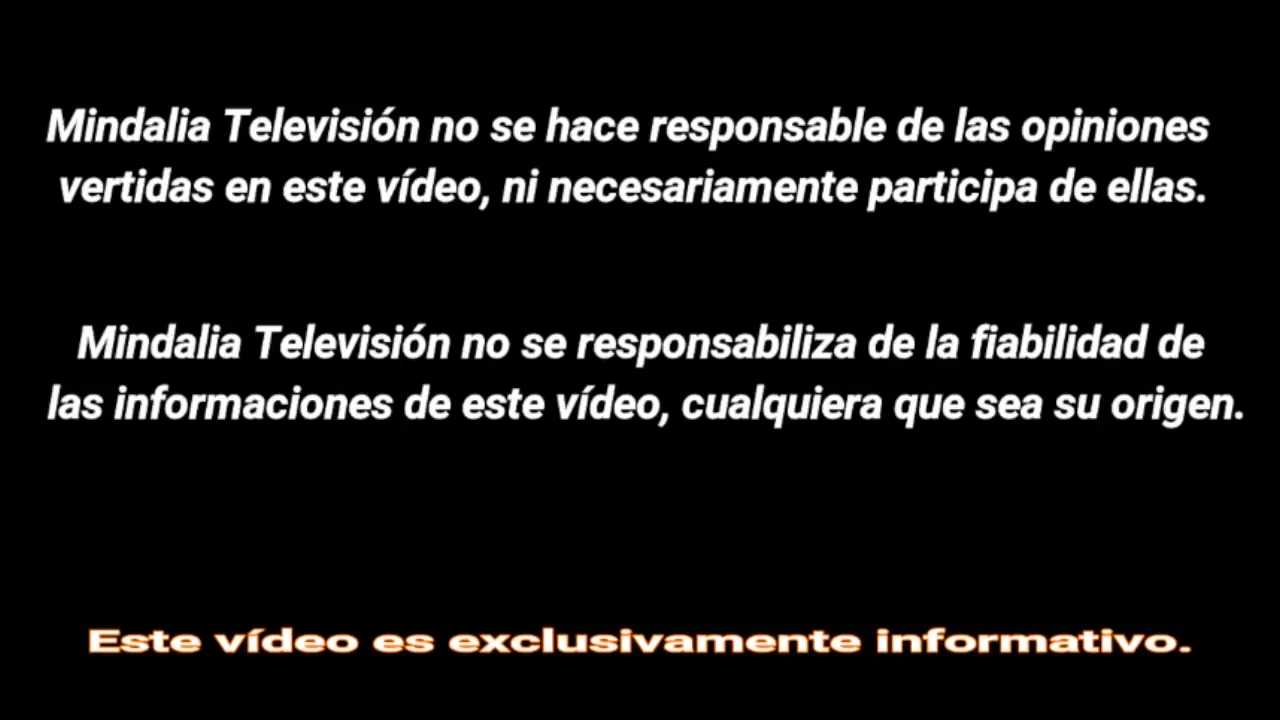 Mindalia Televisión no se hace responsable de las opiniones
vertidas en este vídeo, ni necesariamente participa de ellas.
Mindalia Televisión no se responsabiliza de la fiabilidad de
las informaciones de este vídeo, cualquiera que sea su origen.
Este vídeo es exclusivamente informativo.